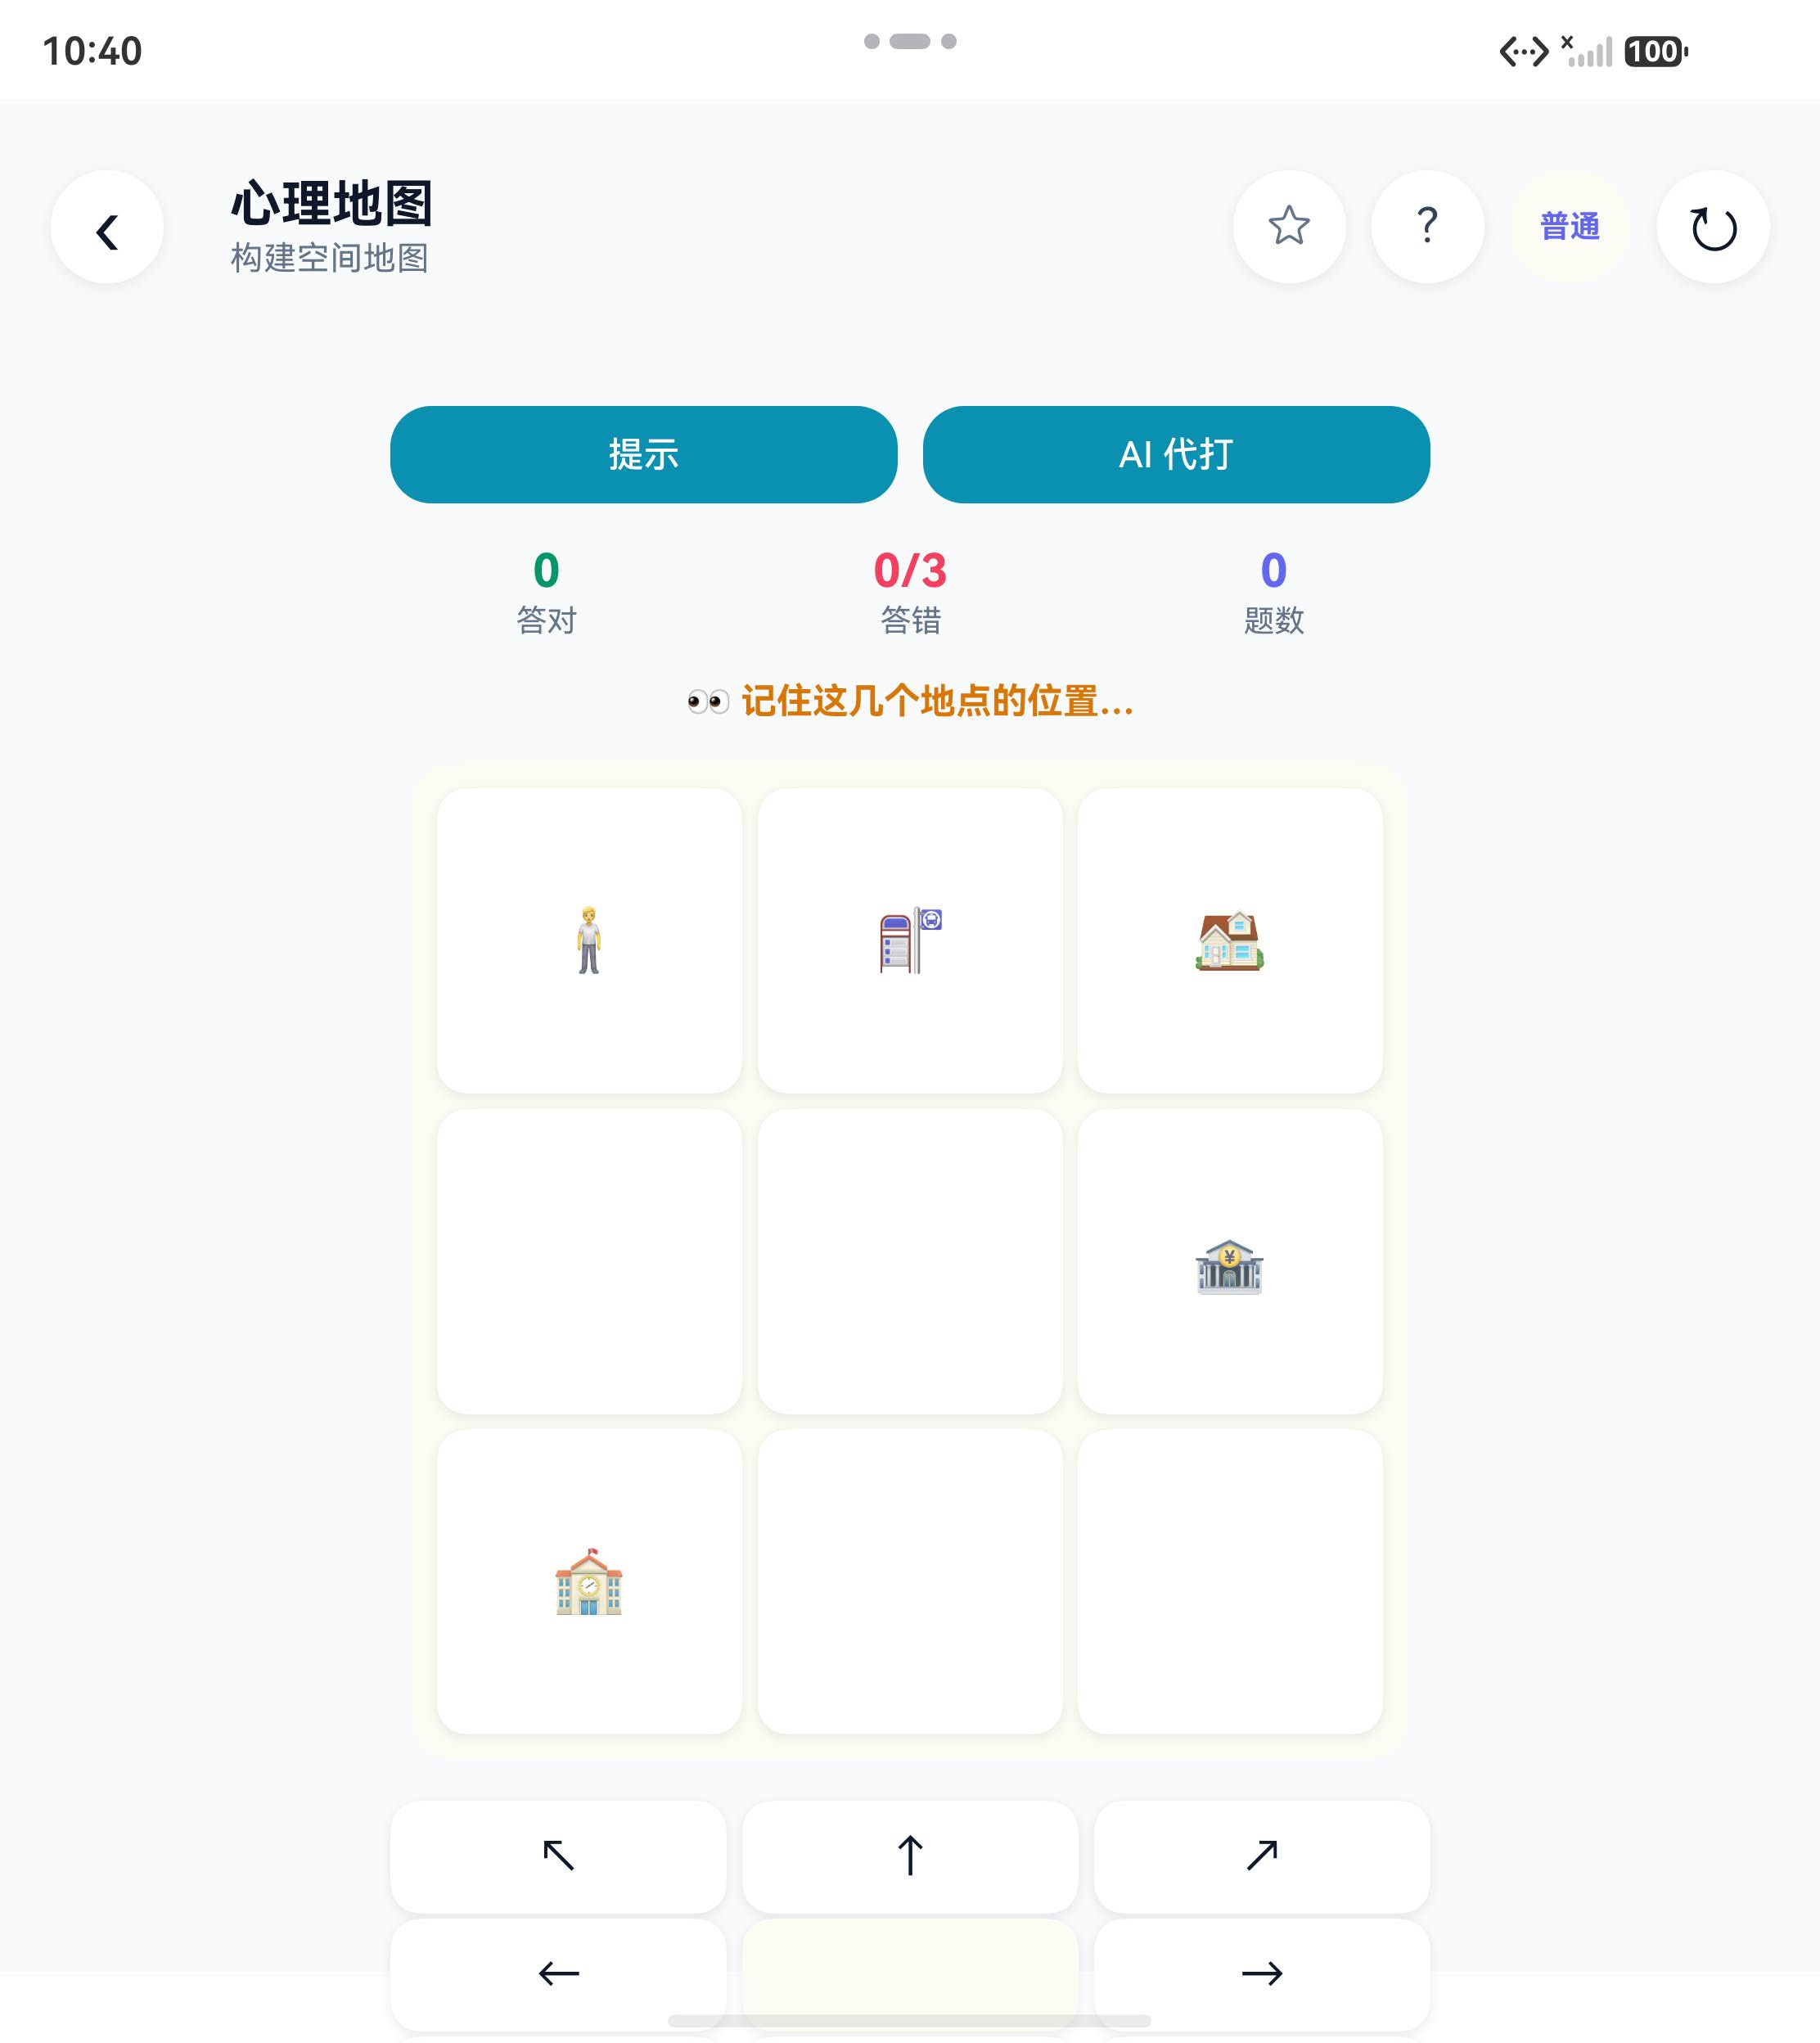 10:40
100
心理地图
构建空间地图
?
普通
提示
AI 代打
0
0/3
0
答对
答错
题数
👀 记住这几个地点的位置...
↖ ↑ ↗
← →